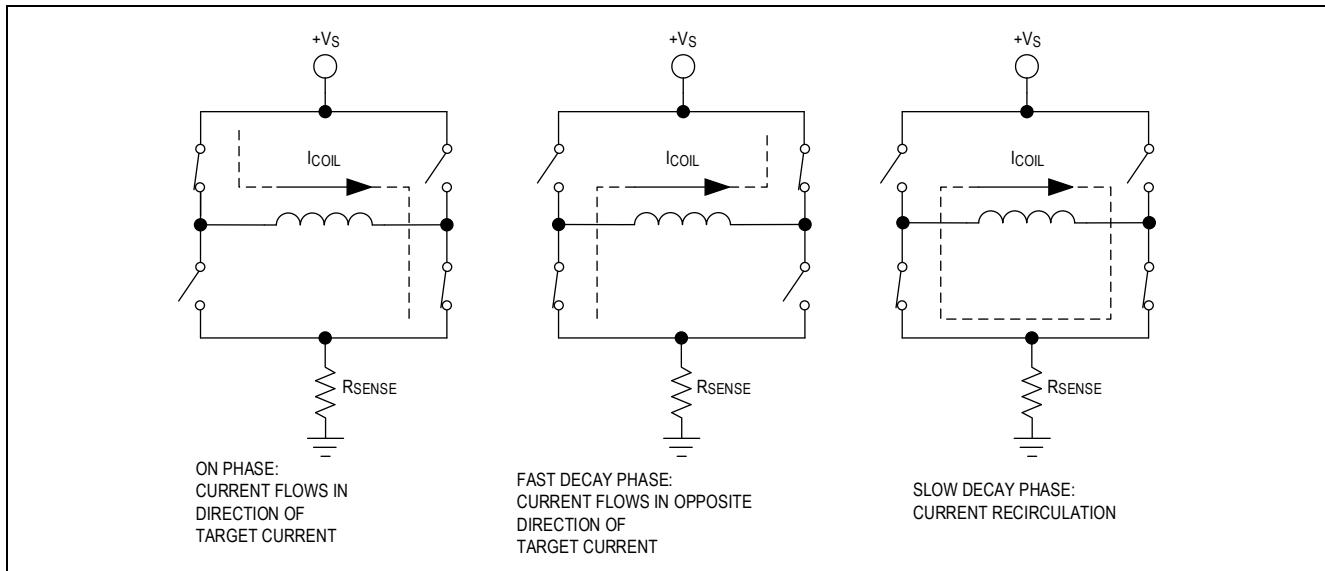 +VS
ICOIL
RSENSE
ON PHASE:
CURRENT FLOWS IN
DIRECTION OF
TARGET CURRENT
+VS
ICOIL
RSENSE
FAST DECAY PHASE:
CURRENT FLOWS IN OPPOSITE
DIRECTION OF
TARGET CURRENT
+VS
ICOIL
RSENSE
SLOW DECAY PHASE:
CURRENT RECIRCULATION